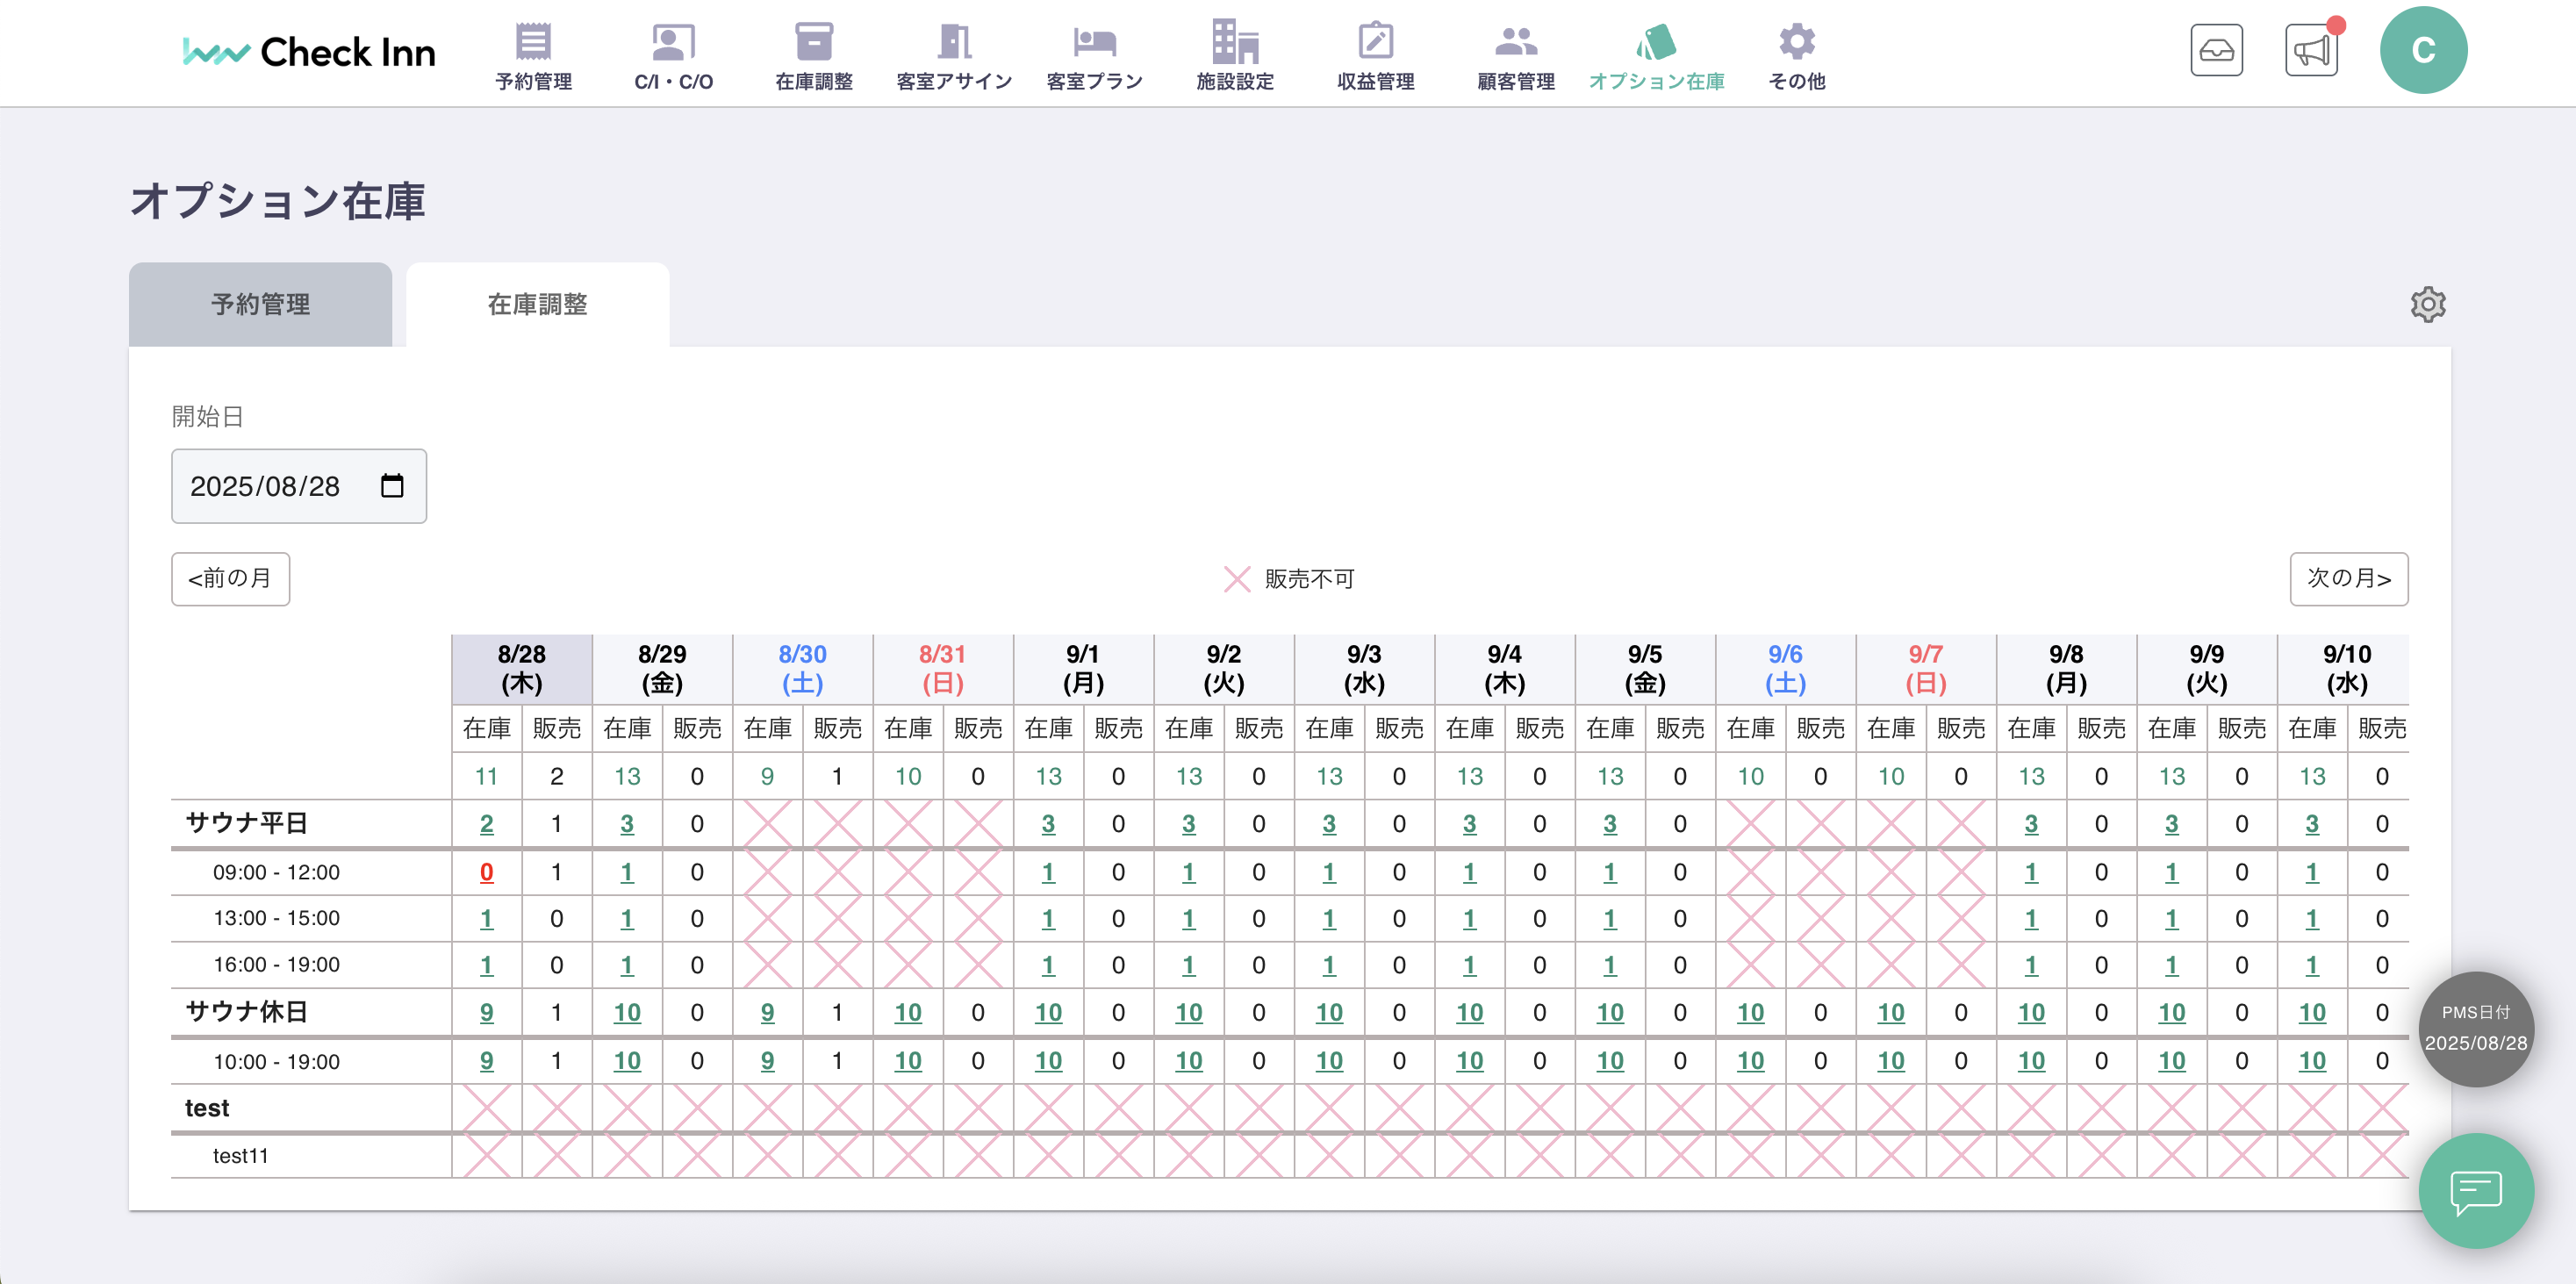 Check Inn
予約管理 C/I・C/O 在庫調整 客室アサイン 客室プラン 施設設定 収益管理 顧客管理 オプション在庫 その他
C
オプション在庫
予約管理 在庫調整
開始日
2025/08/28
<前の月 販売不可 次の月>
8/28 8/29 8/30 8/31 9/1 9/2 9/3 9/4 9/5 9/6 9/7 9/8 9/9 9/10
(木) (金) (土) (日) (月) (火) (水) (木) (金) (土) (日) (月) (火) (水)
在庫 販売 在庫 販売 在庫 販売 在庫 販売 在庫 販売 在庫 販売 在庫 販売 在庫 販売 在庫 販売 在庫 販売 在庫 販売 在庫 販売 在庫 販売 在庫 販売
11 2 13 0 9 1 10 0 13 0 13 0 13 0 13 0 13 0 10 0 10 0 13 0 13 0 13 0
サウナ平日 2 1 3 0 3 0 3 0 3 0 3 0 3 0 3 0 3 0 3 0
09:00 - 12:00 0 1 1 0 1 0 1 0 1 0 1 0 1 0 1 0 1 0 1 0
13:00 - 15:00 1 0 1 0 1 0 1 0 1 0 1 0 1 0 1 0 1 0 1 0
16:00 - 19:00 1 0 1 0 1 0 1 0 1 0 1 0 1 0 1 0 1 0 1 0
サウナ休日 9 1 10 0 9 1 10 0 10 0 10 0 10 0 10 0 10 0 10 0 10 0 10 0 10 0 10 0
10:00 - 19:00 9 1 10 0 9 1 10 0 10 0 10 0 10 0 10 0 10 0 10 0 10 0 10 0 10 0 10 0
test
test11
PMS日付
2025/08/28